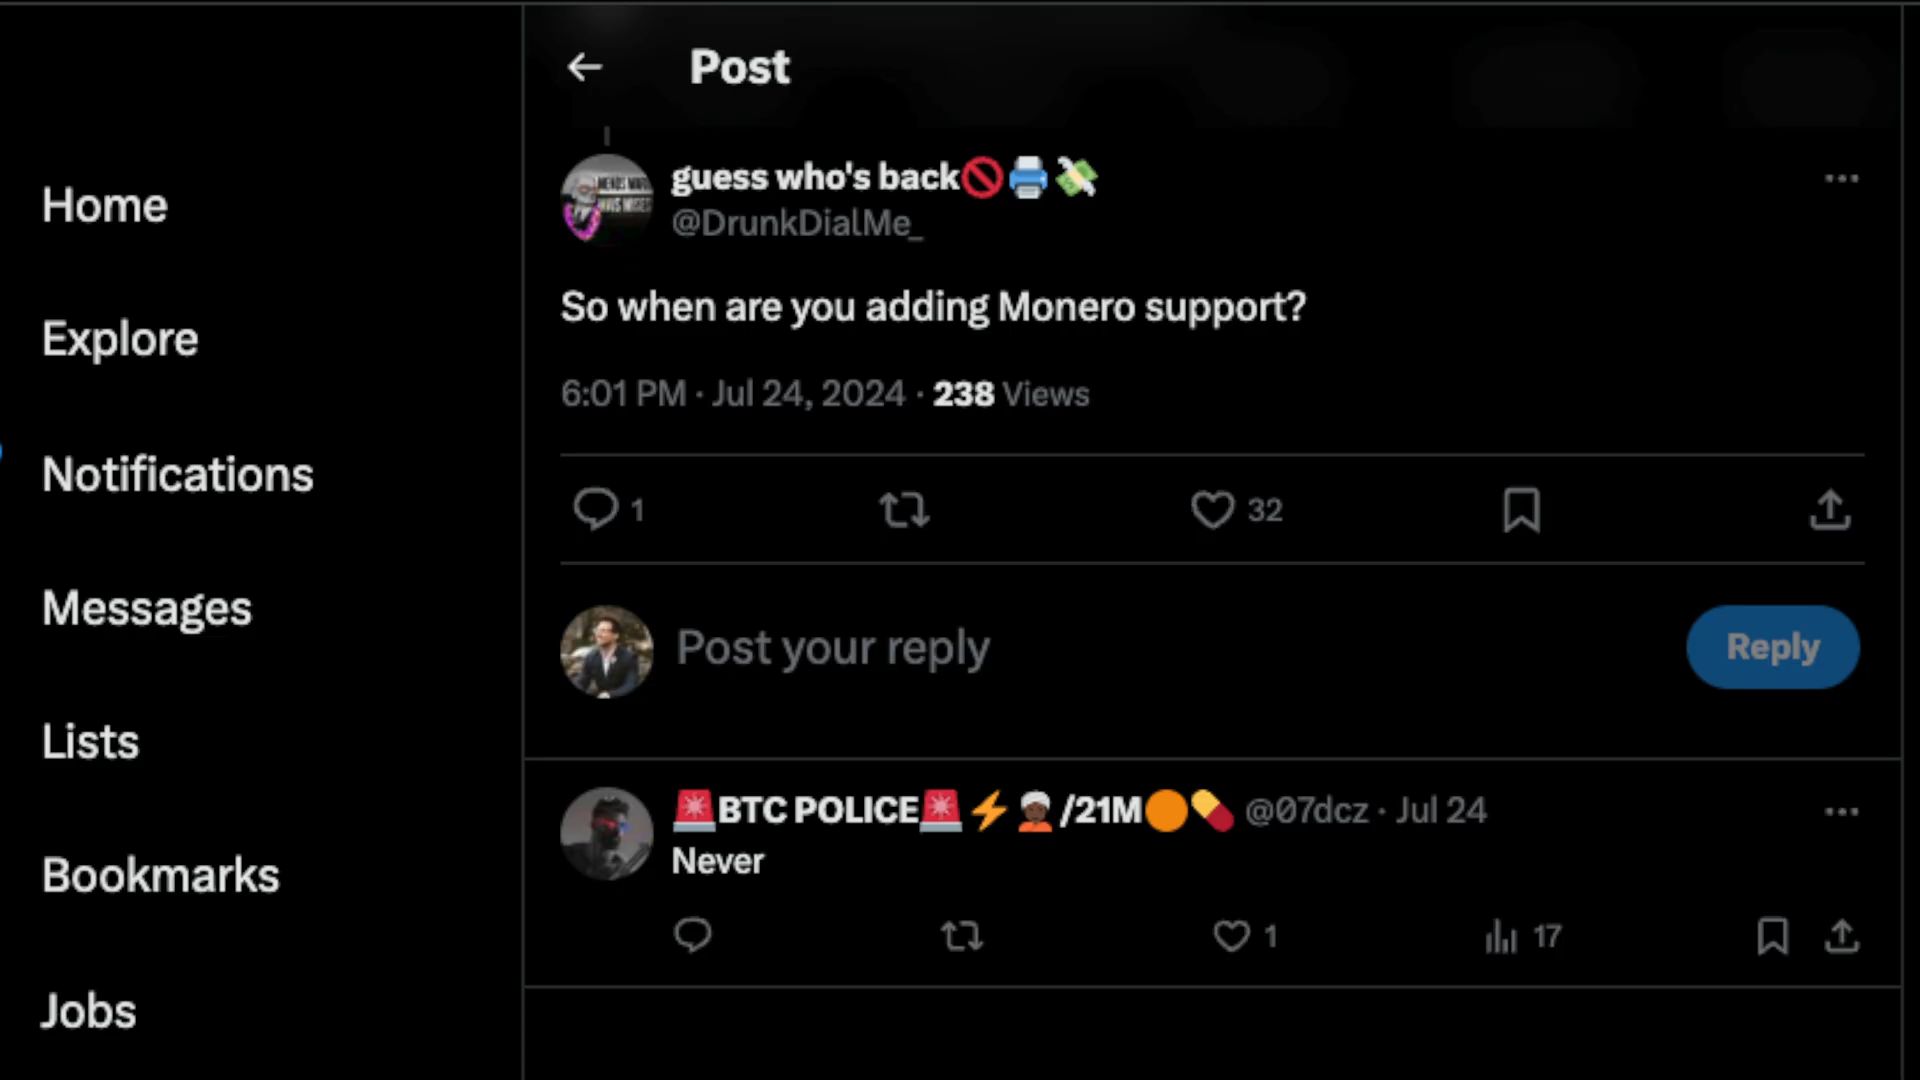 Post
Home
Explore
Notifications
Messages
Lists
Bookmarks
Jobs
guess who's back🚫🖨️💸
@DrunkDialMe_
So when are you adding Monero support?
6:01 PM · Jul 24, 2024 · 238 Views
1
32
Post your reply
Reply
🚨BTC POLICE🚨⚡👳🏿/21M🟠💊 @07dcz · Jul 24
Never
1
17